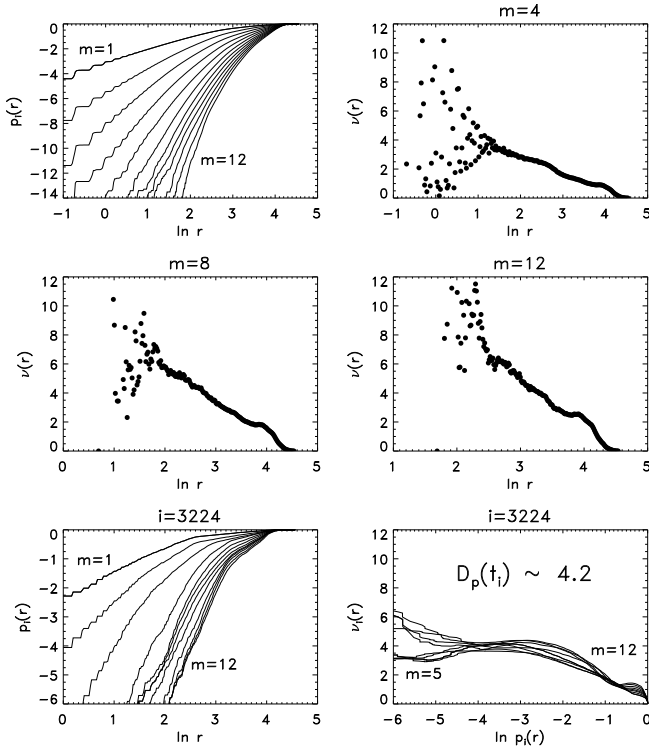 m=4
0
-2
-4
-6
-8
-10
-12
-14
p_i(r)
m=1
m=12
-1 0 1 2 3 4 5
ln r
12
10
8
6
4
2
0
ν(r)
-1 0 1 2 3 4 5
ln r
m=8
12
10
8
6
4
2
0
ν(r)
0 1 2 3 4 5
ln r
m=12
12
10
8
6
4
2
0
ν(r)
1 2 3 4 5
ln r
i=3224
0
-1
-2
-3
-4
-5
-6
p_i(r)
m=1
m=12
0 1 2 3 4 5
ln r
i=3224
12
10
8
6
4
2
0
ν_i(r)
D_p(t_i) ~ 4.2
m=12
m=5
-6 -5 -4 -3 -2 -1 0
ln p_i(r)